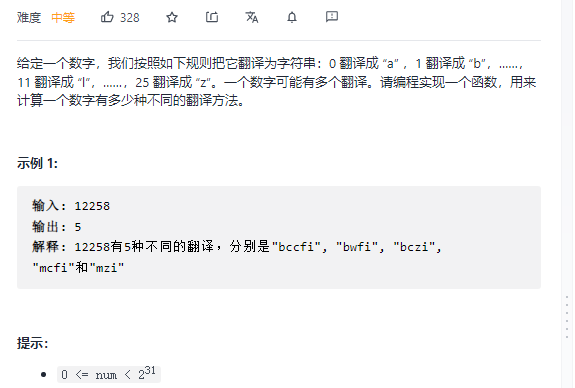 难度 中等 328
给定一个数字，我们按照如下规则把它翻译为字符串：0 翻译成 “a” ，1 翻译成 “b”，……，
11 翻译成 “l”，……，25 翻译成 “z”。一个数字可能有多个翻译。请编程实现一个函数，用来
计算一个数字有多少种不同的翻译方法。
示例 1:
输入: 12258
输出: 5
解释: 12258有5种不同的翻译，分别是"bccfi", "bwfi", "bczi",
"mcfi"和"mzi"
提示：
• 0 <= num < 2³¹